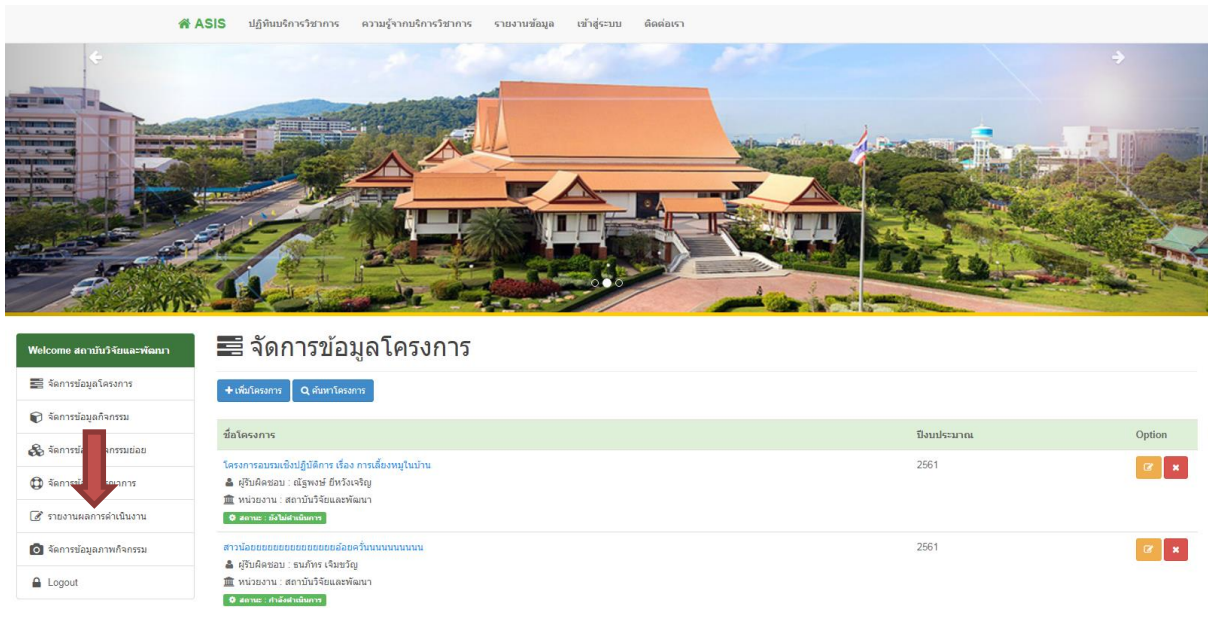 ASIS ปฏิทินบริการวิชาการ ความรู้จากบริการวิชาการ รายงานข้อมูล เข้าสู่ระบบ ติดต่อเรา
Welcome สถาบันวิจัยและพัฒนา
จัดการข้อมูลโครงการ
จัดการข้อมูลกิจกรรม
รายงานผลการดำเนินงาน
จัดการข้อมูลภาพกิจกรรม
Logout
จัดการข้อมูลโครงการ
เพิ่มโครงการ ค้นหาโครงการ
ชื่อโครงการ ปีงบประมาณ Option
โครงการอบรมเชิงปฏิบัติการ เรื่อง การเลี้ยงหมูในบ้าน 2561
ผู้รับผิดชอบ : ณัฐพงษ์ ยีหวังเจริญ
หน่วยงาน : สถาบันวิจัยและพัฒนา
สถานะ : ยังไม่ดำเนินการ
2561
ผู้รับผิดชอบ : ธนภัทร เจิมขวัญ
หน่วยงาน : สถาบันวิจัยและพัฒนา
สถานะ : กำลังดำเนินการ